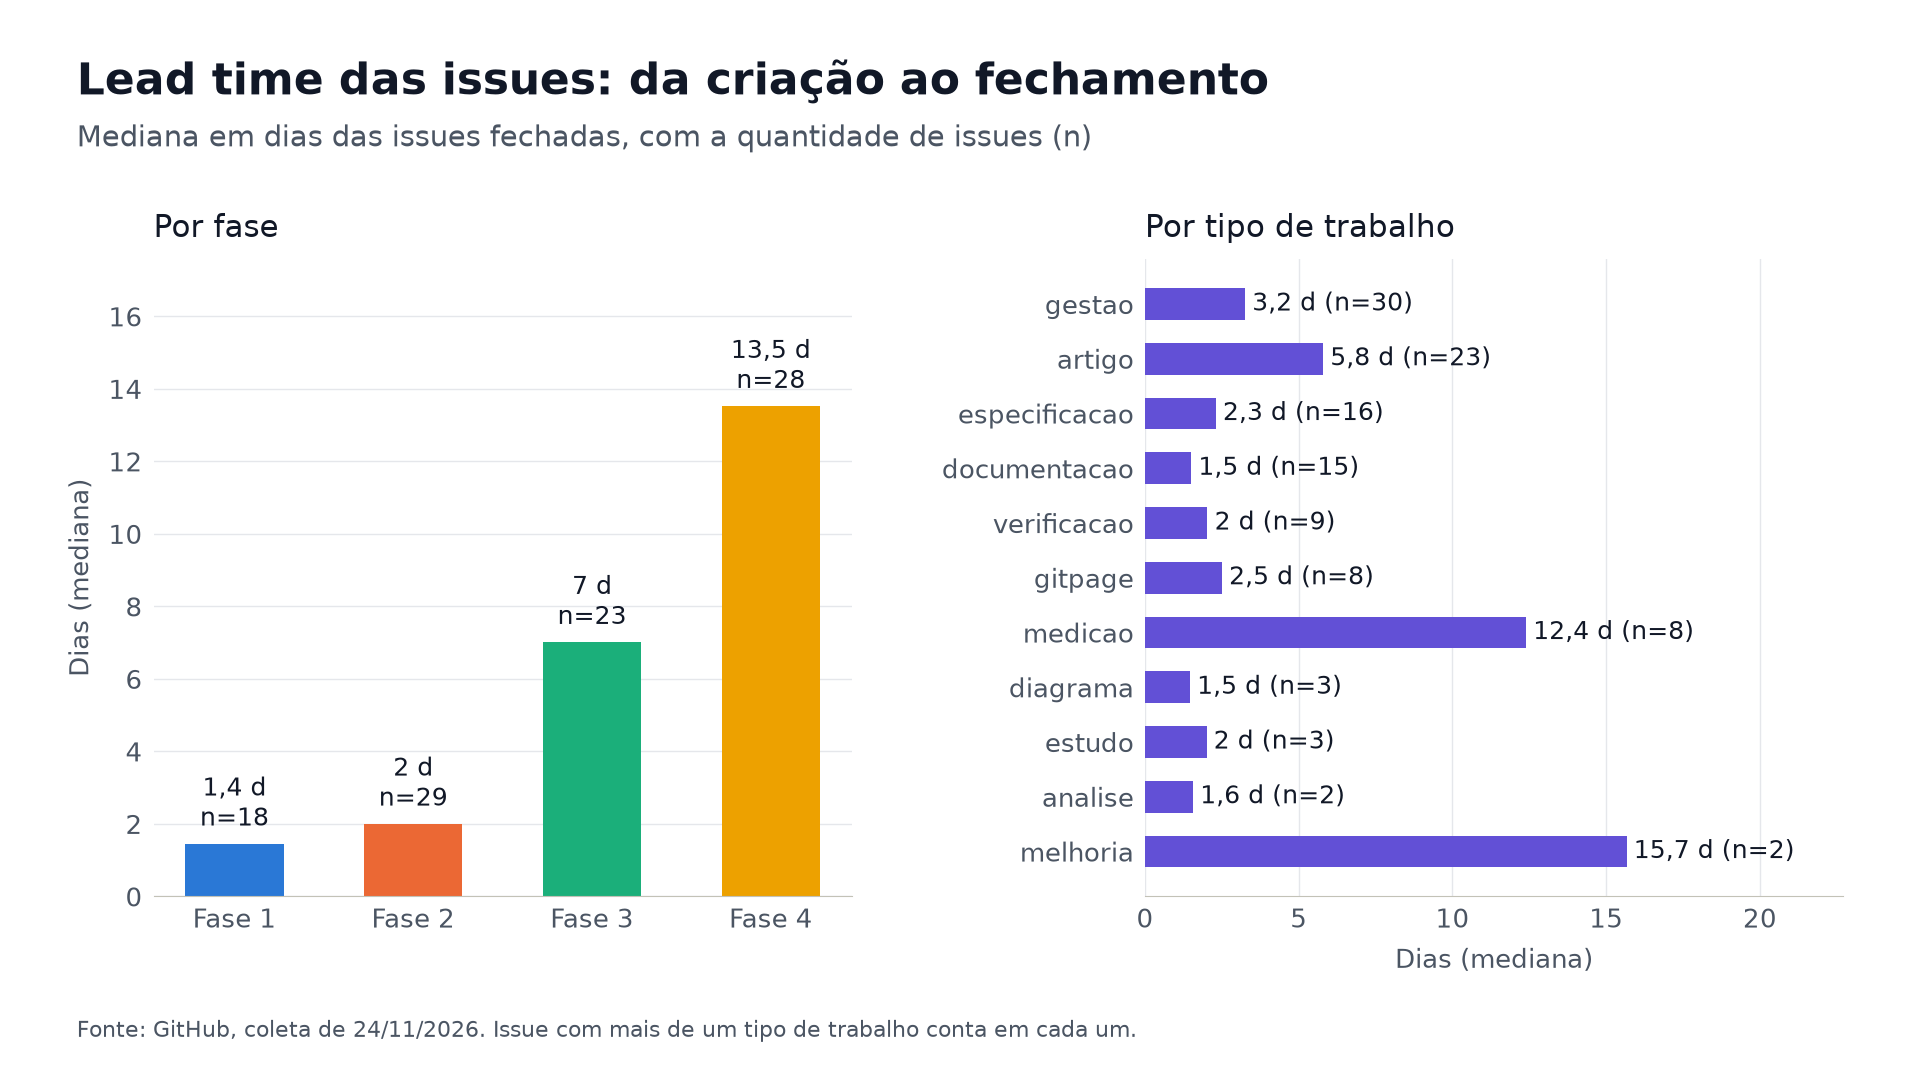 Lead time das issues: da criação ao fechamento
Mediana em dias das issues fechadas, com a quantidade de issues (n)
Por fase
Dias (mediana)
16
14
12
10
8
6
4
2
0
1,4 d
n=18
2 d
n=29
7 d
n=23
13,5 d
n=28
Fase 1
Fase 2
Fase 3
Fase 4
Por tipo de trabalho
gestao 3,2 d (n=30)
artigo 5,8 d (n=23)
especificacao 2,3 d (n=16)
documentacao 1,5 d (n=15)
verificacao 2 d (n=9)
gitpage 2,5 d (n=8)
medicao 12,4 d (n=8)
diagrama 1,5 d (n=3)
estudo 2 d (n=3)
analise 1,6 d (n=2)
melhoria 15,7 d (n=2)
0 5 10 15 20
Dias (mediana)
Fonte: GitHub, coleta de 24/11/2026. Issue com mais de um tipo de trabalho conta em cada um.